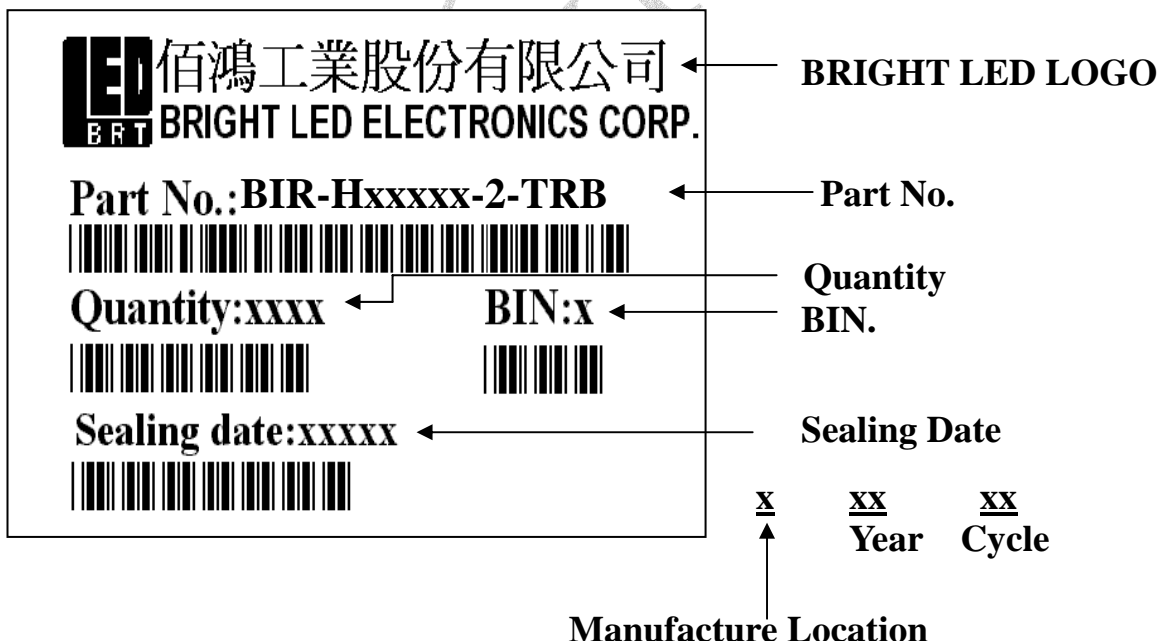 佰鴻工業股份有限公司
BRT BRIGHT LED ELECTRONICS CORP.
BRIGHT LED LOGO
Part No.:BIR-Hxxxxx-2-TRB
Part No.
Quantity:xxxx
BIN:x
Quantity
BIN.
Sealing date:xxxxx
Sealing Date
x xx xx
Year Cycle
Manufacture Location